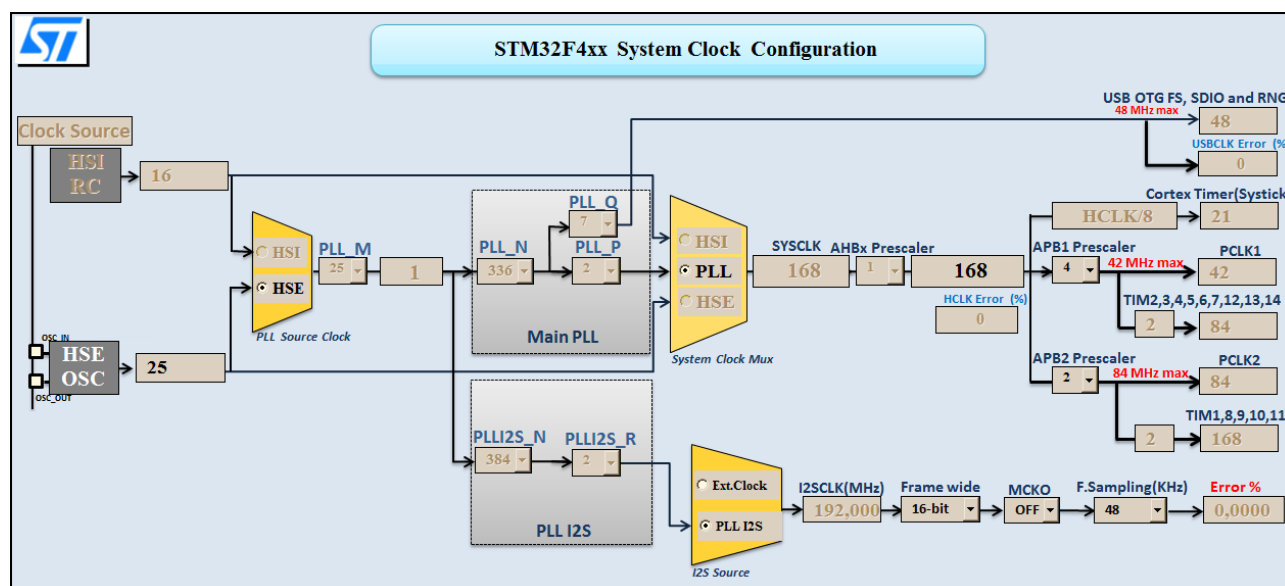 ST
STM32F4xx System Clock Configuration
USB OTG FS, SDIO and RNG
48 MHz max
48
USBCLK Error (%
0
Clock Source
HSI
RC
16
Cortex Timer(Systick
HCLK/8
21
PLL_Q
7
PLL_M
25
1
PLL_N
336
PLL_P
2
Main PLL
HSI
HSE
PLL Source Clock
HSI
PLL
HSE
System Clock Mux
SYSCLK
168
AHBx Prescaler
1
168
HCLK Error (%)
0
APB1 Prescaler
4
42 MHz max
PCLK1
42
TIM2,3,4,5,6,7,12,13,14
2
84
APB2 Prescaler
2
84 MHz max
PCLK2
84
TIM1,8,9,10,11
2
168
OSC_IN
HSE
OSC
OSC_OUT
25
PLLI2S_N
384
PLLI2S_R
2
PLL I2S
Ext.Clock
PLL I2S
I2S Source
I2SCLK(MHz)
192,000
Frame wide
16-bit
MCKO
OFF
F.Sampling(KHz)
48
Error %
0,0000